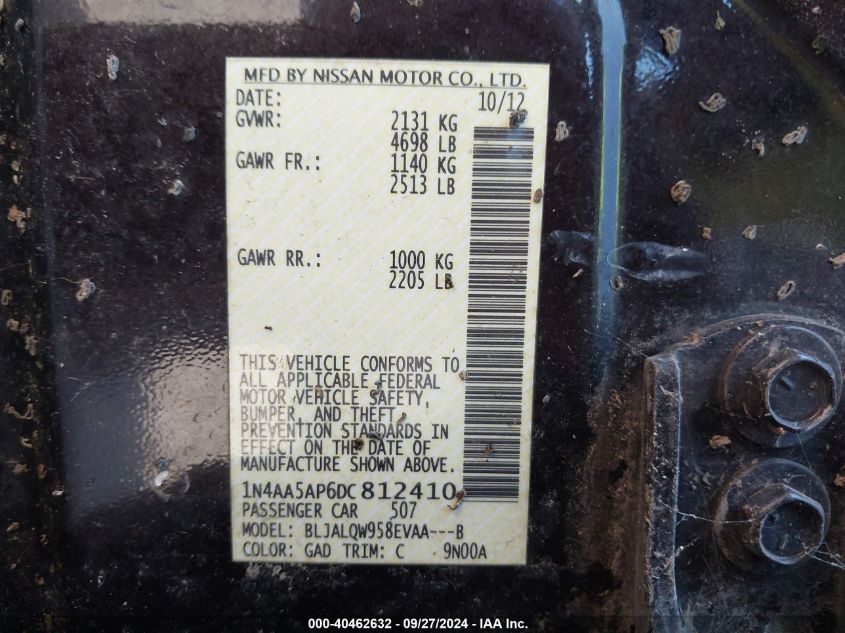 MFD BY NISSAN MOTOR CO., LTD.
DATE: 10/12
GVWR: 2131 KG
4698 LB
GAWR FR.: 1140 KG
2513 LB
GAWR RR.: 1000 KG
2205 LB
THIS VEHICLE CONFORMS TO
ALL APPLICABLE FEDERAL
MOTOR VEHICLE SAFETY,
BUMPER, AND THEFT
PREVENTION STANDARDS IN
EFFECT ON THE DATE OF
MANUFACTURE SHOWN ABOVE.
1N4AA5AP6DC812410
PASSENGER CAR 507
MODEL: BLJALQW958EVAA---B
COLOR: GAD TRIM: C 9N00A
000-40462632 - 09/27/2024 - IAA Inc.